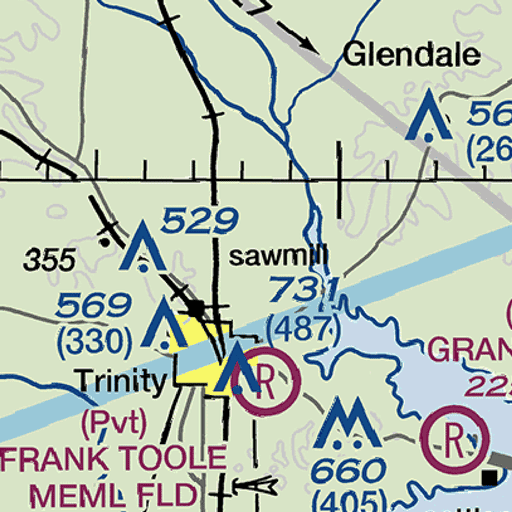 Glendale
56
(26
529
355
sawmill
731
569
(487)
(330)
GRAN
Trinity
R
22
(Pvt)
R
FRANK TOOLE
660
MEML FLD
(405)